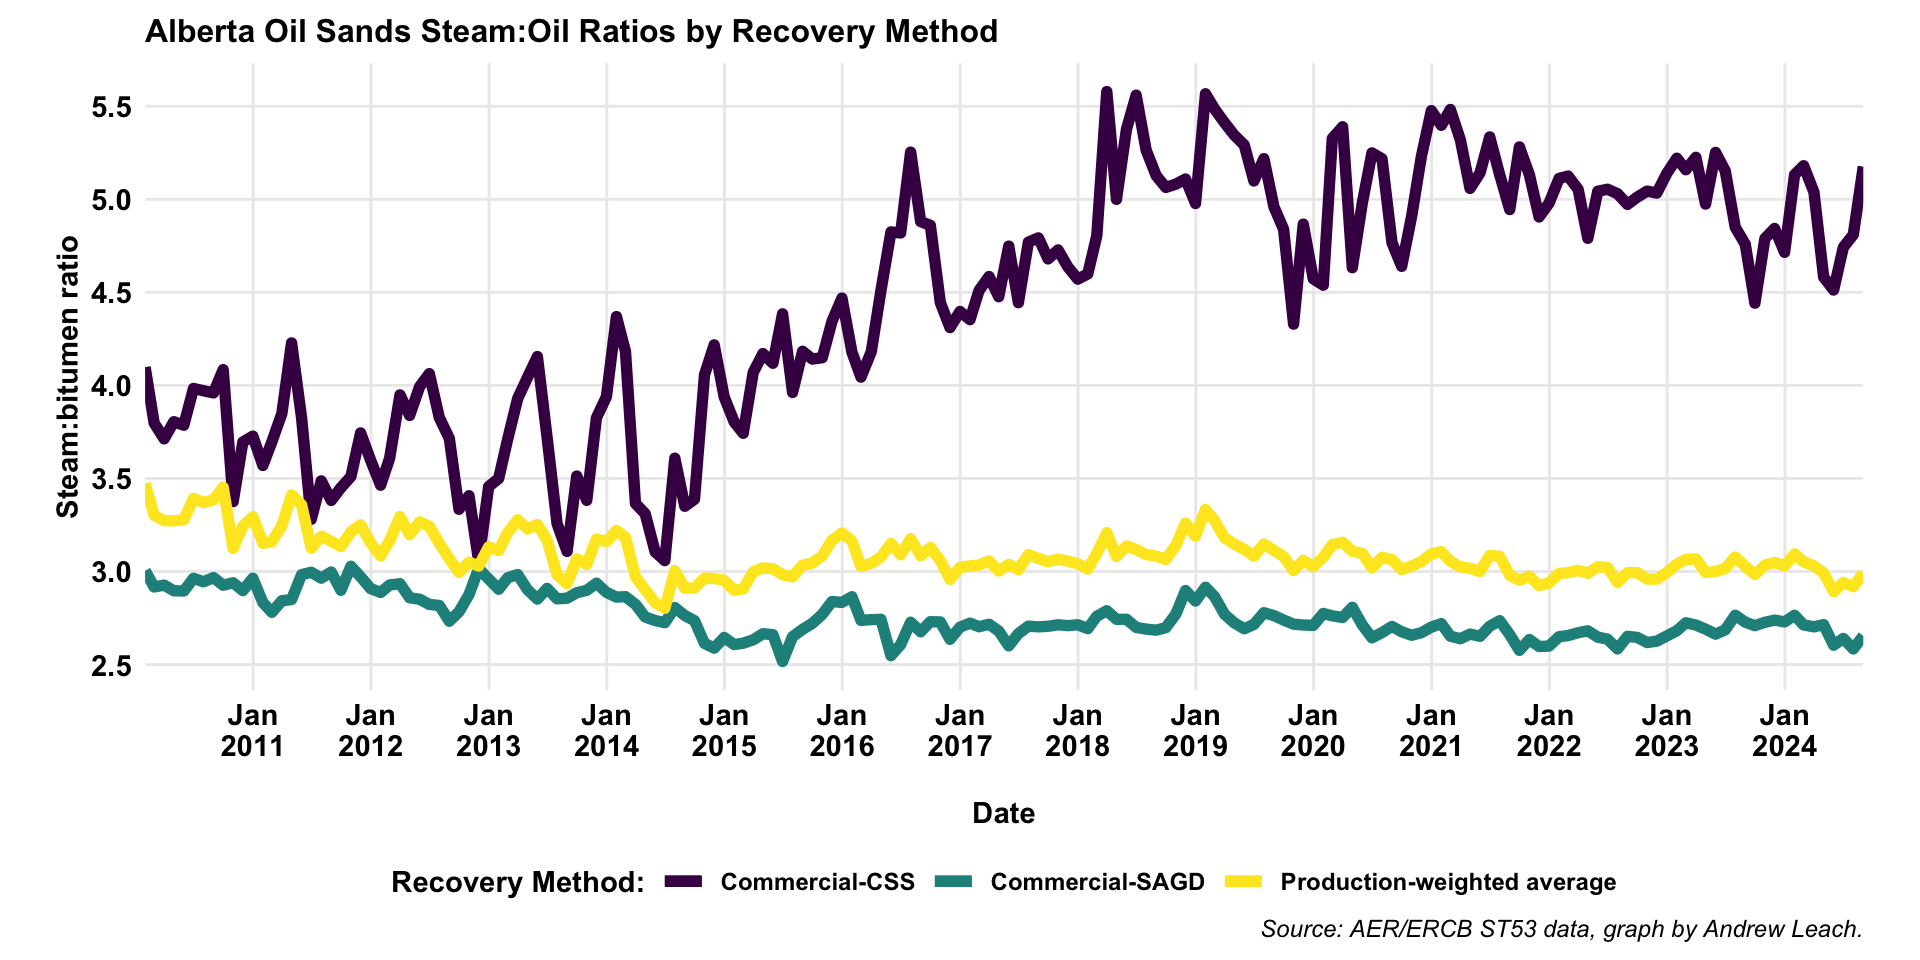 Alberta Oil Sands Steam:Oil Ratios by Recovery Method
Steam:bitumen ratio
5.5
5.0
4.5
4.0
3.5
3.0
2.5
Jan Jan Jan Jan Jan Jan Jan Jan Jan Jan Jan Jan Jan Jan
2011 2012 2013 2014 2015 2016 2017 2018 2019 2020 2021 2022 2023 2024
Date
Recovery Method: Commercial-CSS Commercial-SAGD Production-weighted average
Source: AER/ERCB ST53 data, graph by Andrew Leach.